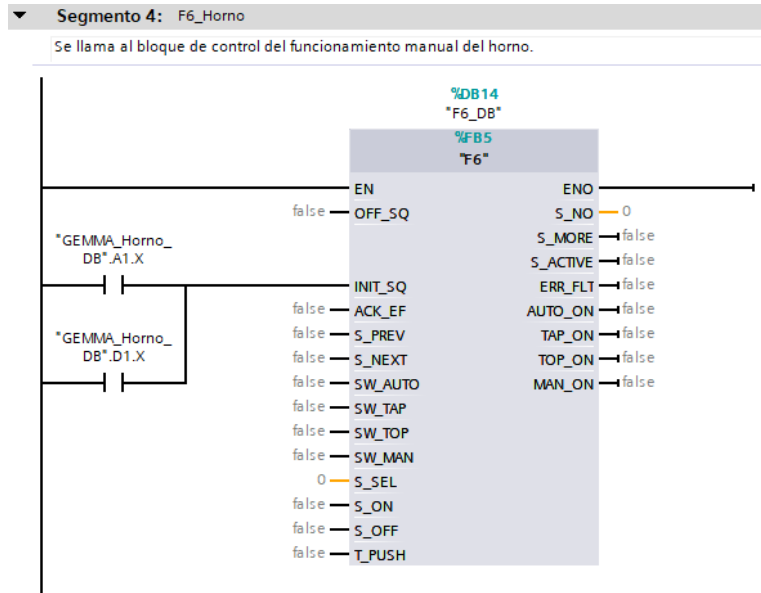 Segmento 4: F6_Horno
Se llama al bloque de control del funcionamiento manual del horno.
%DB14
"F6_DB"
%FB5
"F6"
EN ENO
false OFF_SQ S_NO 0
"GEMMA_Horno_
DB".A1.X
S_MORE false
S_ACTIVE false
INIT_SQ ERR_FLT false
false ACK_EF AUTO_ON false
"GEMMA_Horno_
DB".D1.X
false S_PREV TAP_ON false
false S_NEXT TOP_ON false
false SW_AUTO MAN_ON false
false SW_TAP
false SW_TOP
false SW_MAN
0 S_SEL
false S_ON
false S_OFF
false T_PUSH